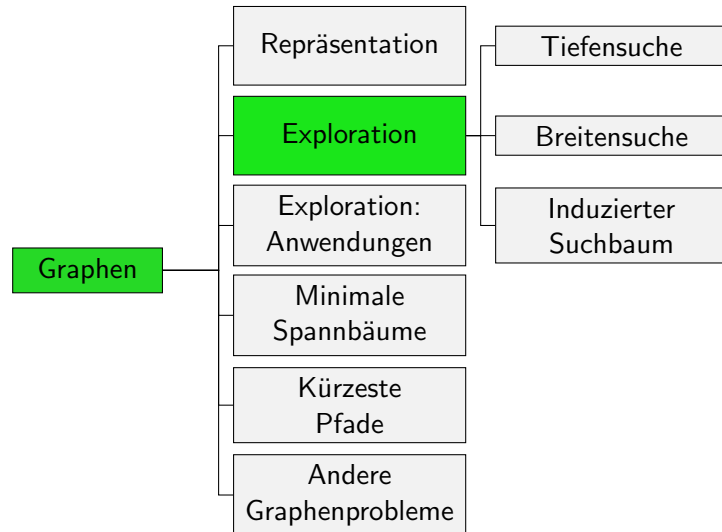 Graphen
Repräsentation
Exploration
Exploration:
Anwendungen
Minimale
Spannbäume
Kürzeste
Pfade
Andere
Graphenprobleme
Tiefensuche
Breitensuche
Induzierter
Suchbaum